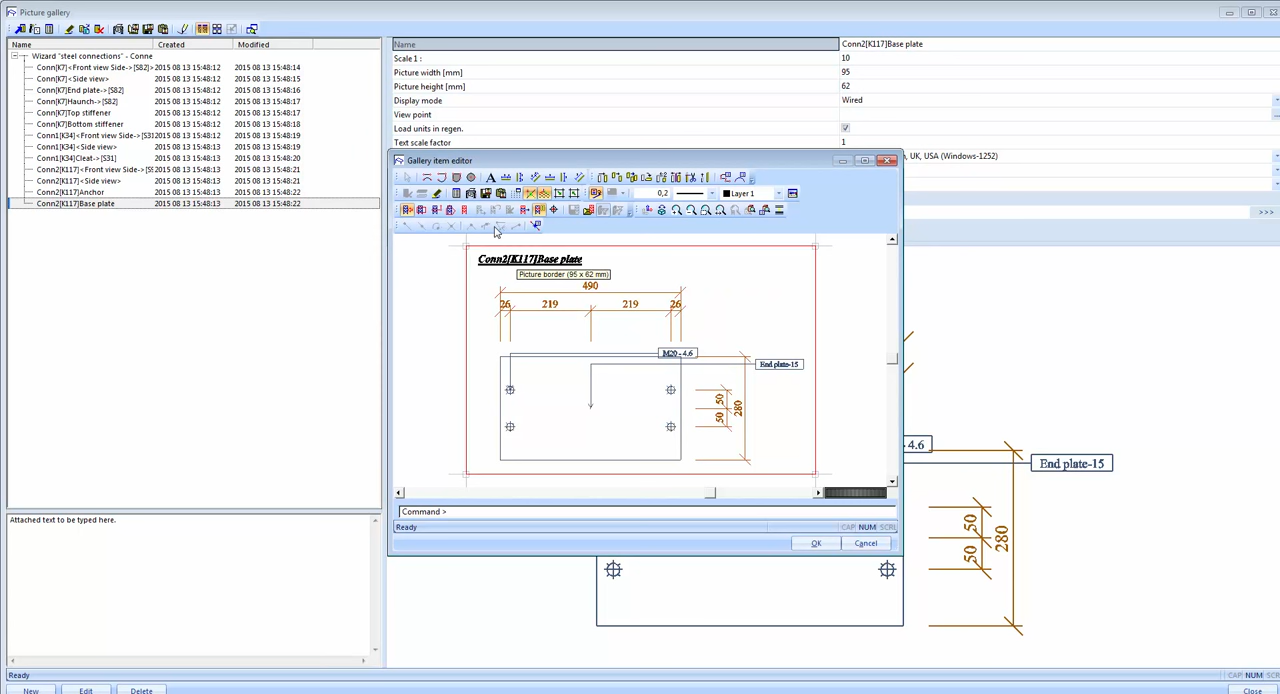 Picture gallery
Name Created Modified
Wizard "steel connections" - Conne
Conn[K7]<Front view Side->[S82]> 2015 08 13 15:48:12 2015 08 13 15:48:14
Conn[K7]<Side view> 2015 08 13 15:48:12 2015 08 13 15:48:15
Conn[K7]End plate->[S82] 2015 08 13 15:48:12 2015 08 13 15:48:16
Conn[K7]Haunch->[S82] 2015 08 13 15:48:12 2015 08 13 15:48:17
Conn[K7]Top stiffener 2015 08 13 15:48:12 2015 08 13 15:48:17
Conn[K7]Bottom stiffener 2015 08 13 15:48:12 2015 08 13 15:48:18
Conn1[K34]<Front view Side->[S31 2015 08 13 15:48:12 2015 08 13 15:48:19
Conn1[K34]<Side view> 2015 08 13 15:48:12 2015 08 13 15:48:19
Conn1[K34]Cleat->[S31] 2015 08 13 15:48:12 2015 08 13 15:48:20
Conn2[K117]<Front view Side->[S 2015 08 13 15:48:12 2015 08 13 15:48:21
Conn2[K117]<Side view> 2015 08 13 15:48:12 2015 08 13 15:48:21
Conn2[K117]Anchor 2015 08 13 15:48:12 2015 08 13 15:48:22
Conn2[K117]Base plate 2015 08 13 15:48:13 2015 08 13 15:48:22
Attached text to be typed here.
Name Conn2[K117]Base plate
Scale 1 : 10
Picture width [mm] 95
Picture height [mm] 62
Display mode Wired
View point
Load units in regen.
Text scale factor 1
, UK, USA (Windows-1252)
>>>
Gallery item editor
0,2 Layer 1
Conn2[K117]Base plate
Picture border (95 x 62 mm)
490
26 219 219 26
M20 - 4.6
End plate-15
50
50
280
Command >
Ready CAP NUM SCRL
OK Cancel
- 4.6
End plate-15
50
50
280
Ready CAP NUM SC
New Edit Delete Close